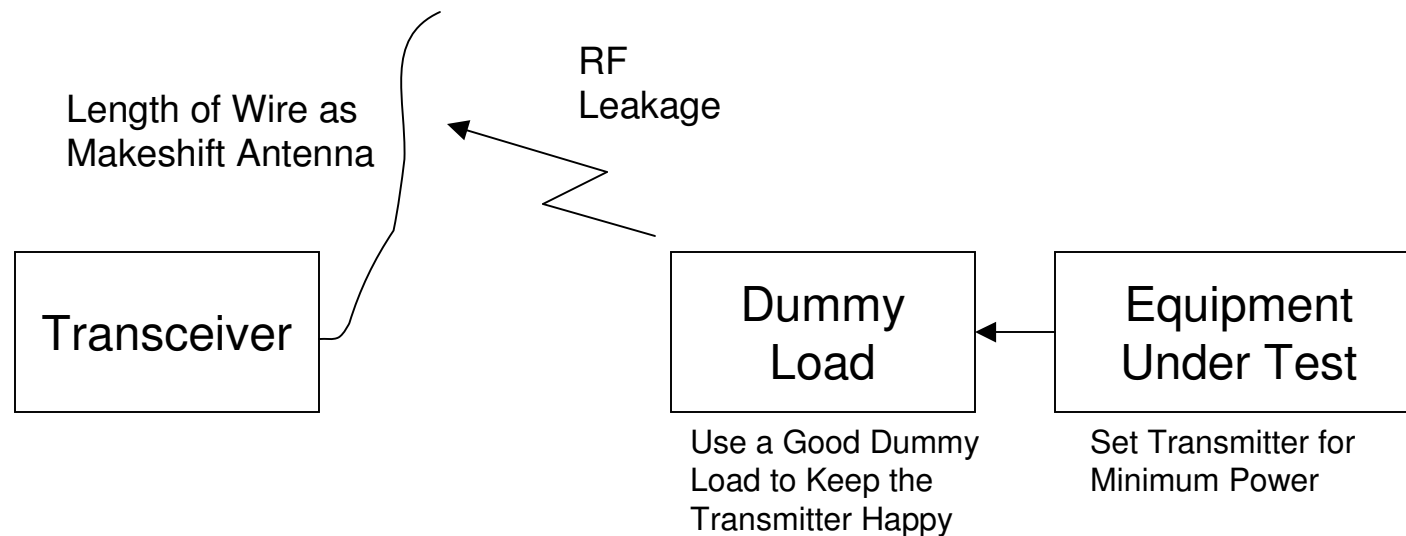 RF
Leakage
Length of Wire as
Makeshift Antenna
Transceiver
Dummy
Load
Equipment
Under Test
Use a Good Dummy
Load to Keep the
Transmitter Happy
Set Transmitter for
Minimum Power